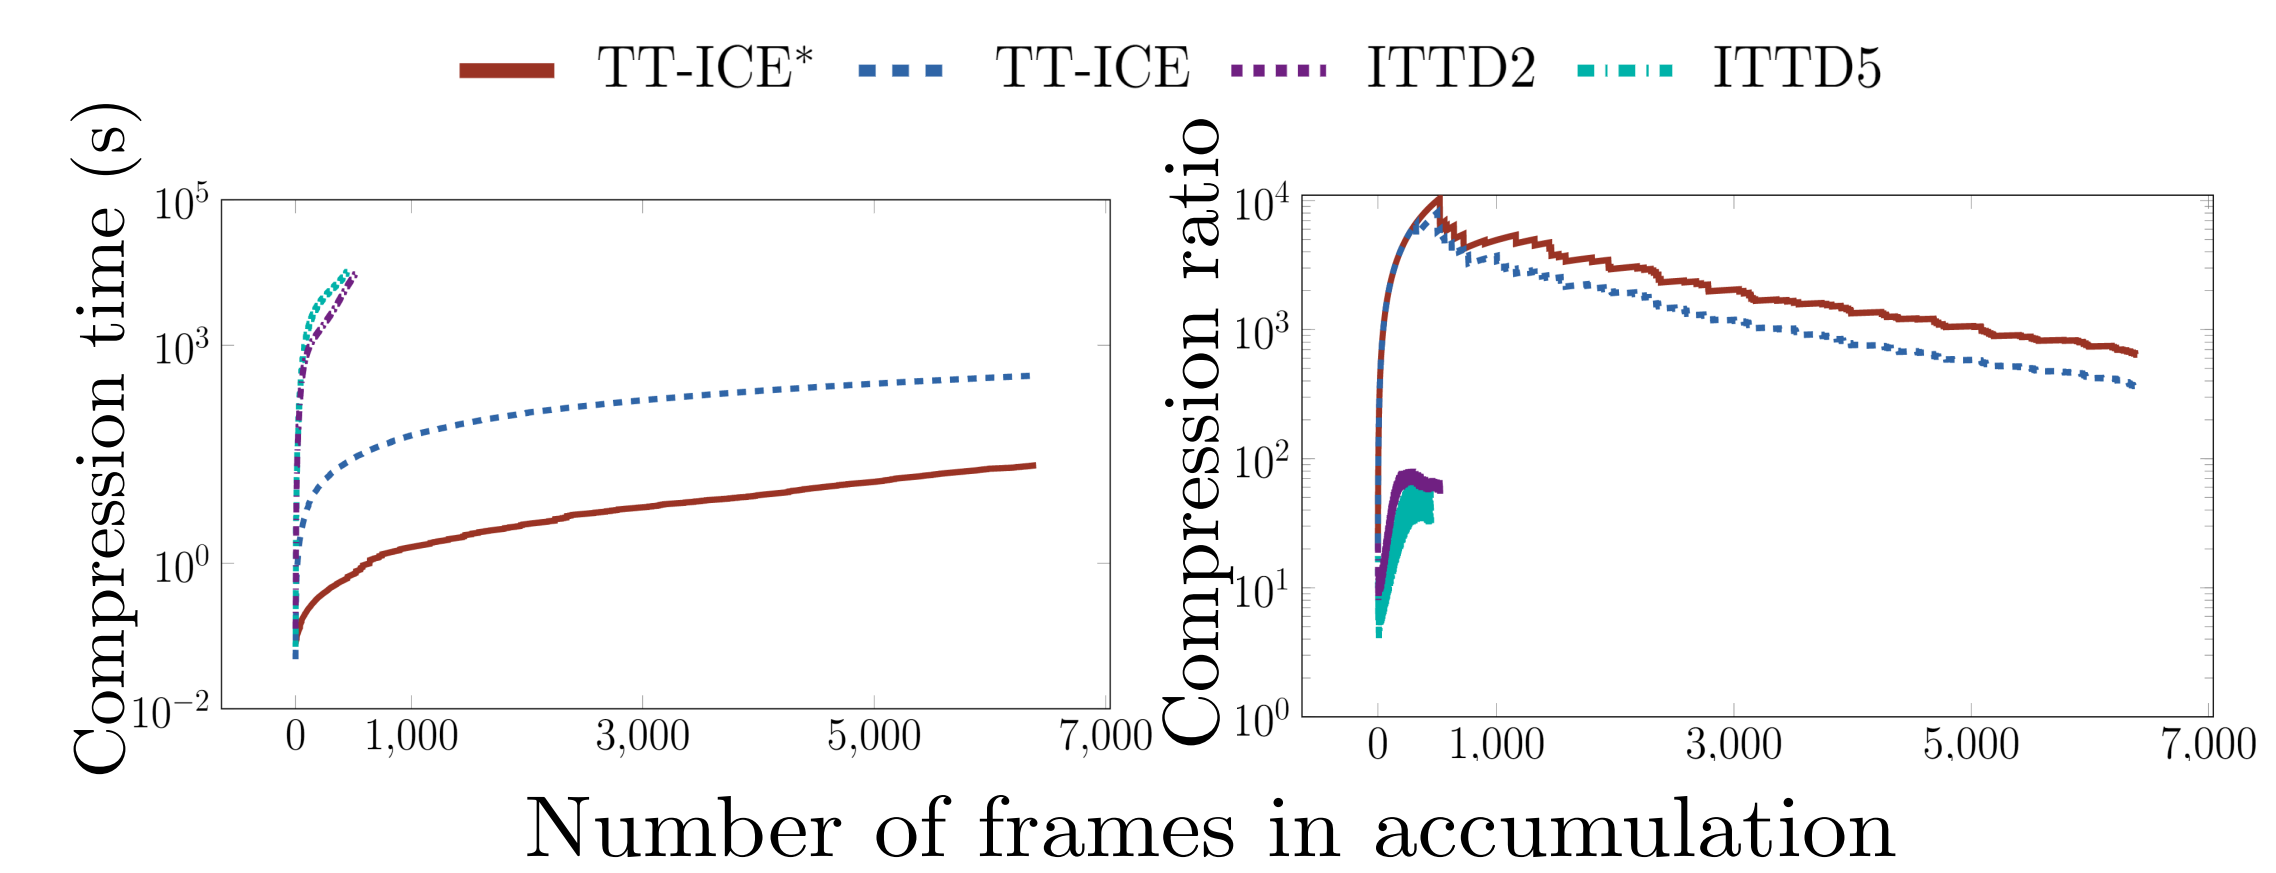 TT-ICE* TT-ICE ITTD2 ITTD5
Compression time (s)
10^5
10^3
10^0
10^−2
0 1,000 3,000 5,000 7,000
Compression ratio
10^4
10^3
10^2
10^1
10^0
0 1,000 3,000 5,000 7,000
Number of frames in accumulation